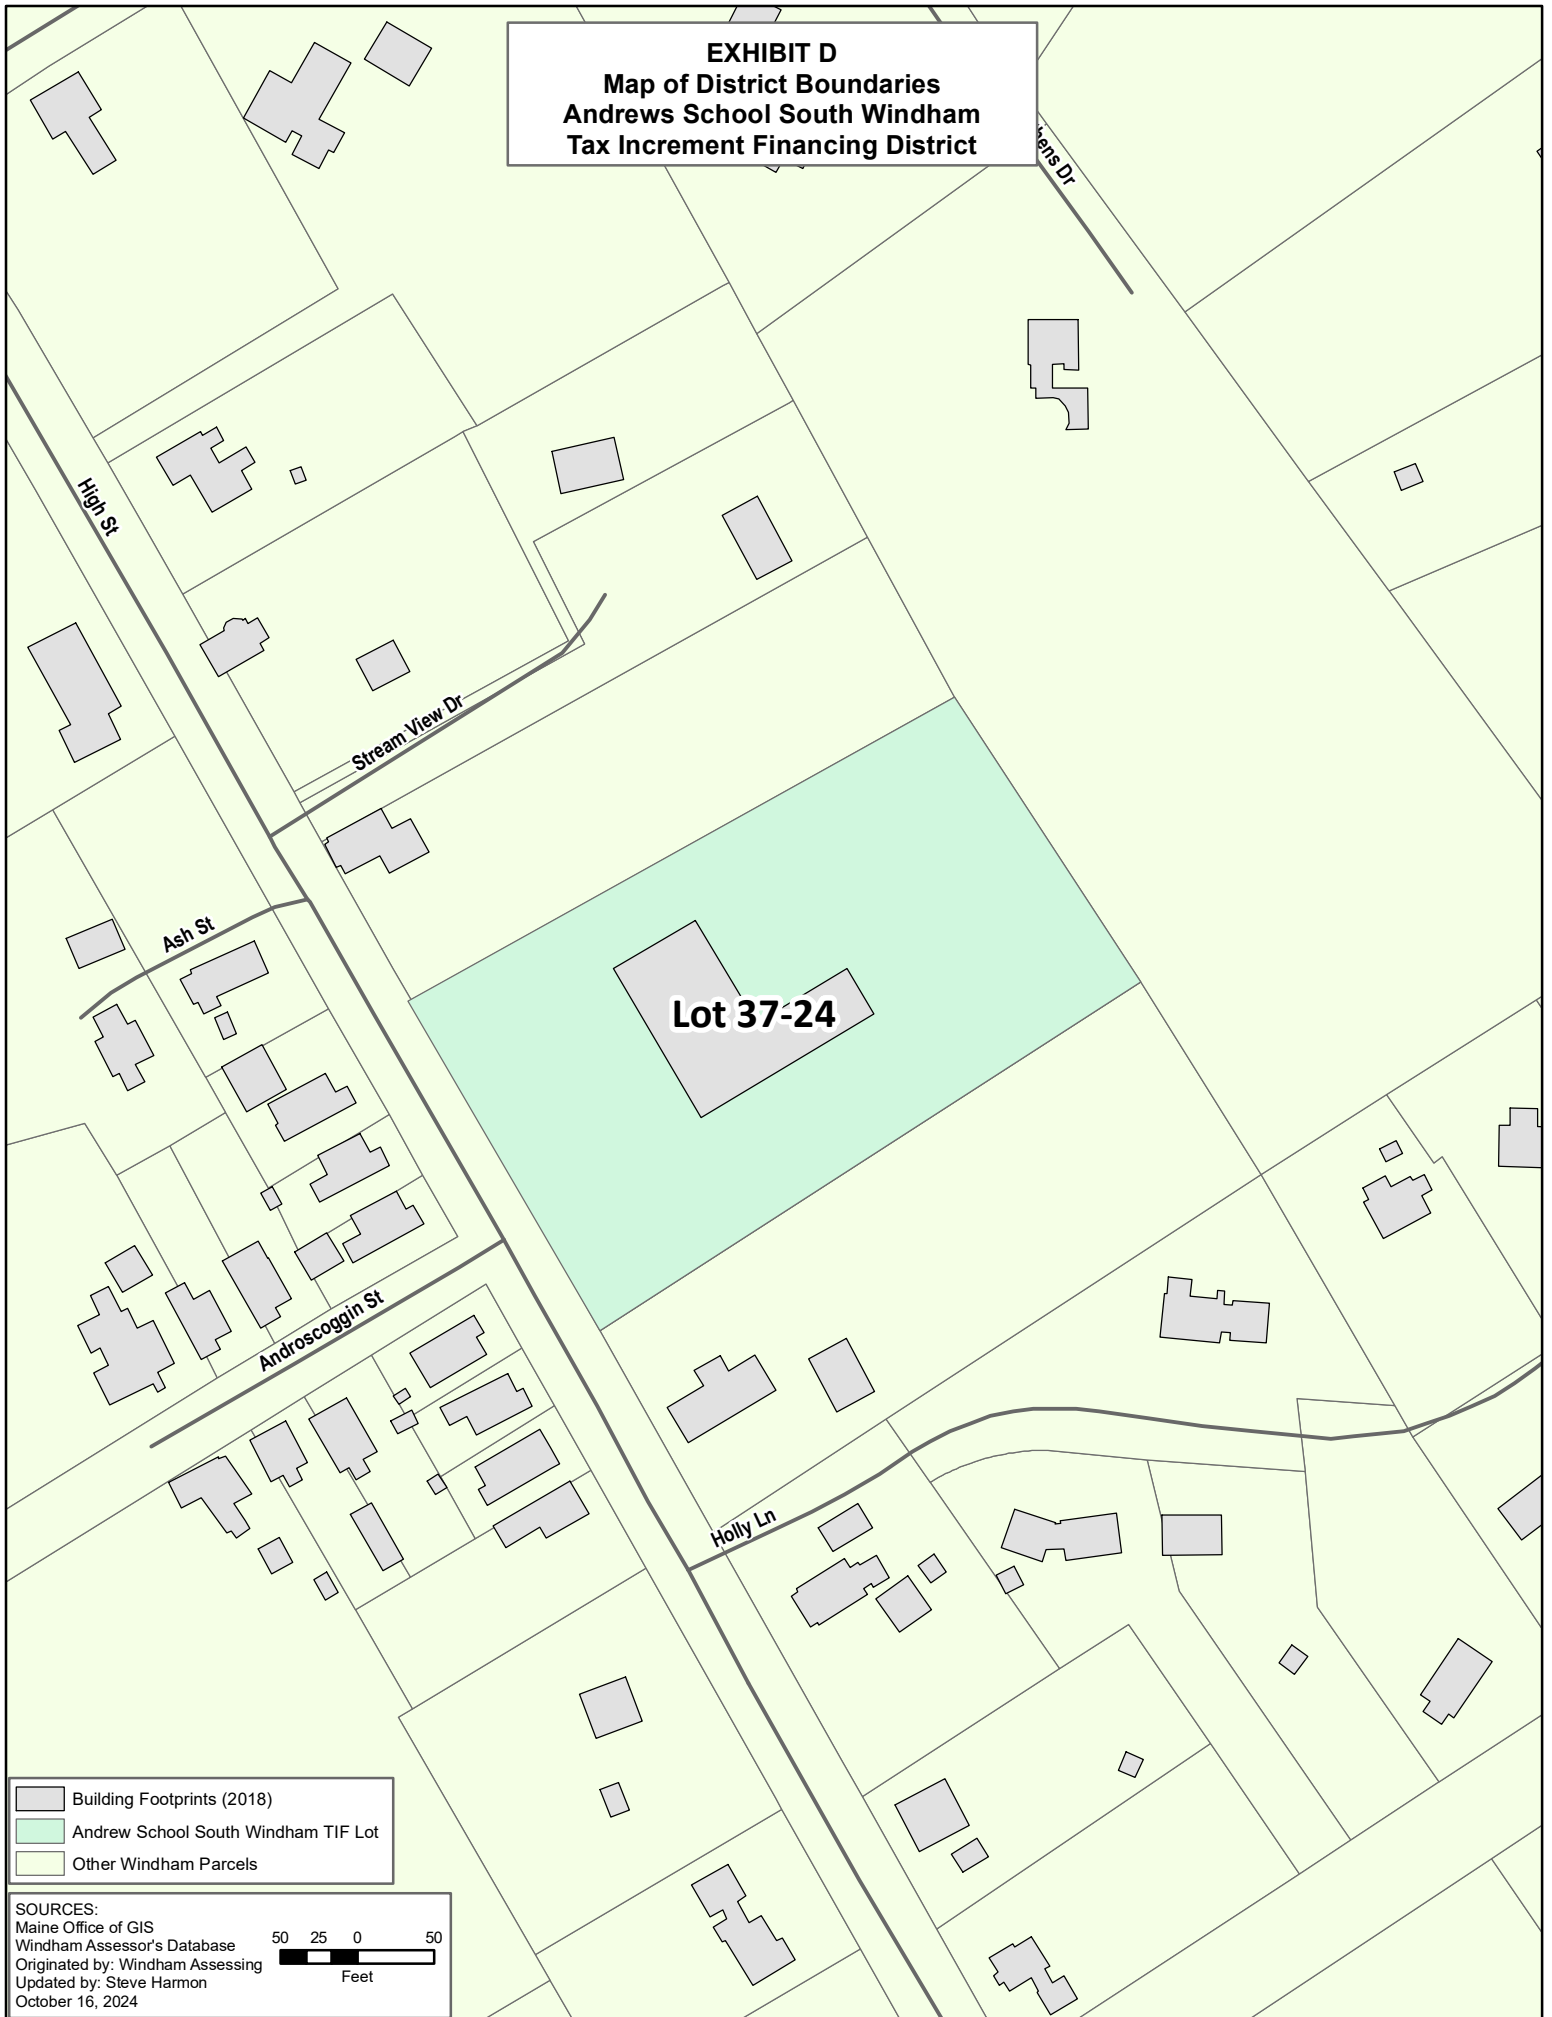 EXHIBIT D
Map of District Boundaries
Andrews School South Windham
Tax Increment Financing District
Dr
High St
Stream View Dr
Ash St
Lot 37-24
Androscoggin St
Holly Ln
Building Footprints (2018)
Andrew School South Windham TIF Lot
Other Windham Parcels
SOURCES:
Maine Office of GIS
Windham Assessor's Database
Originated by: Windham Assessing
Updated by: Steve Harmon
October 16, 2024
50 25 0 50
Feet